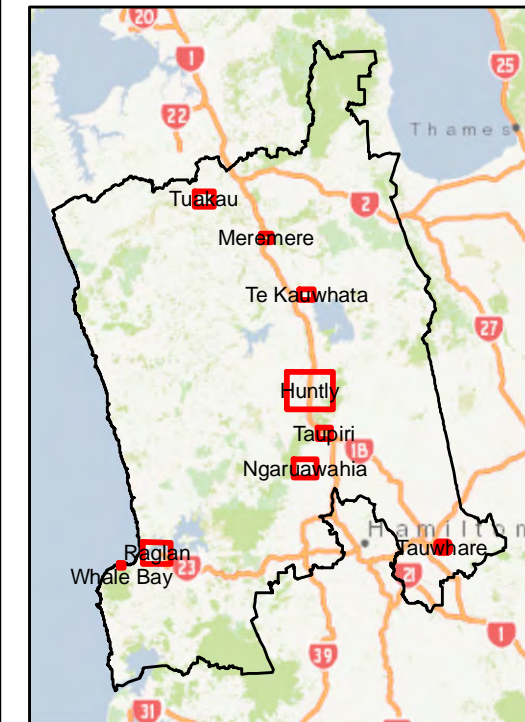 20
1
25
22
Thames
Tuakau
2
Meremere
Te Kauwhata
27
Huntly
Taupiri
1B
Ngaruawahia
Hamilton
Tauwhare
Raglan
23
Whale Bay
21
1
39
31